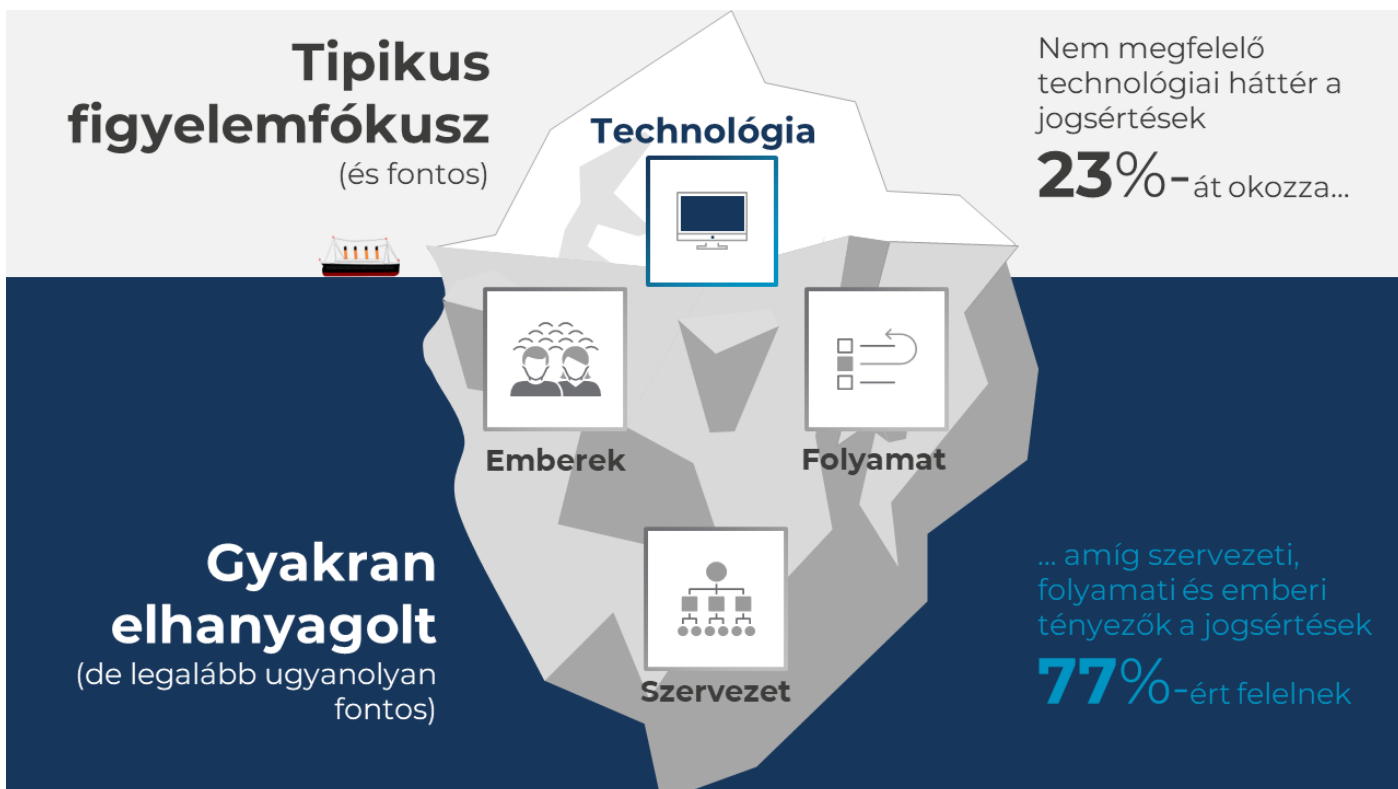 Tipikus
figyelemfókusz
(és fontos)
Technológia
Nem megfelelő
technológiai háttér a
jogsértések
23%-át okozza...
Emberek
Folyamat
Gyakran
elhanyagolt
(de legalább ugyanolyan
fontos)
Szervezet
... amíg szervezeti,
folyamati és emberi
tényezők a jogsértések
77%-ért felelnek